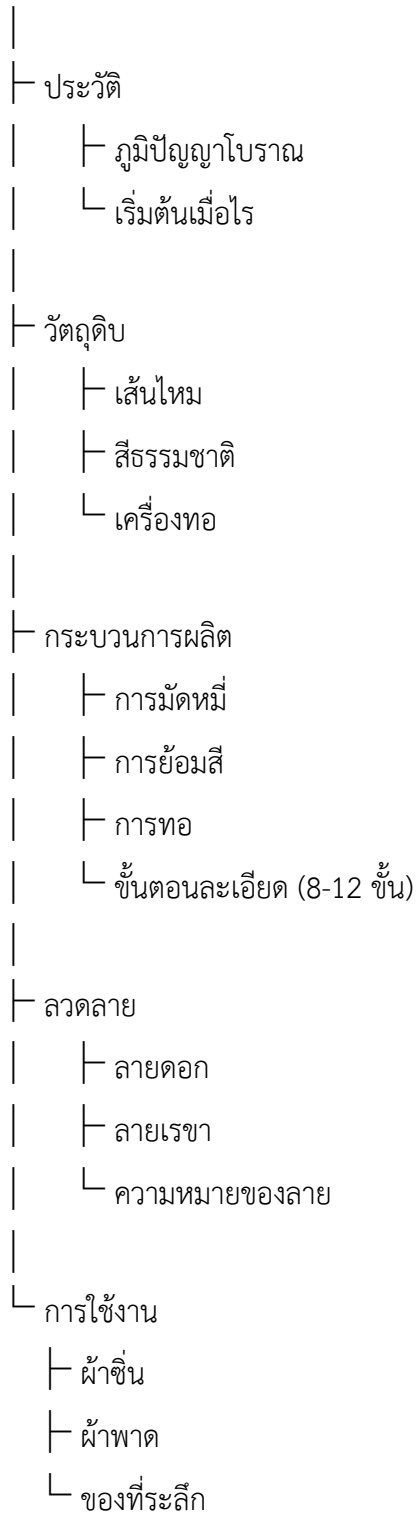 ประวัติ
ภูมิปัญญาโบราณ
เริ่มต้นเมื่อไร
วัตถุดิบ
เส้นไหม
สีธรรมชาติ
เครื่องทอ
กระบวนการผลิต
การมัดหมี่
การย้อมสี
การทอ
ขั้นตอนละเอียด (8-12 ขั้น)
ลวดลาย
ลายดอก
ลายเรขา
ความหมายของลาย
การใช้งาน
ผ้าซิ่น
ผ้าพาด
ของที่ระลึก